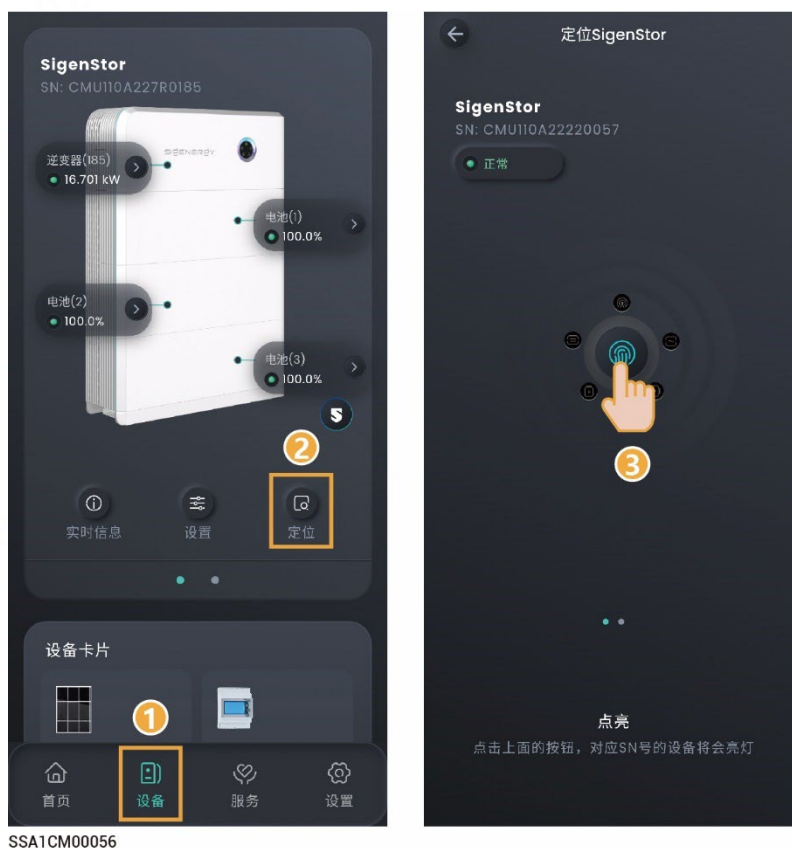 SigenStor
SN: CMU110A227R0185
SIGENERGY
逆变器(185)
16.701 kW
电池(1)
100.0%
电池(2)
100.0%
电池(3)
100.0%
2
实时信息
设置
定位
设备卡片
1
首页
设备
服务
设置
定位SigenStor
SigenStor
SN: CMU110A22220057
正常
3
点亮
点击上面的按钮，对应SN号的设备将会亮灯
SSA1CM00056